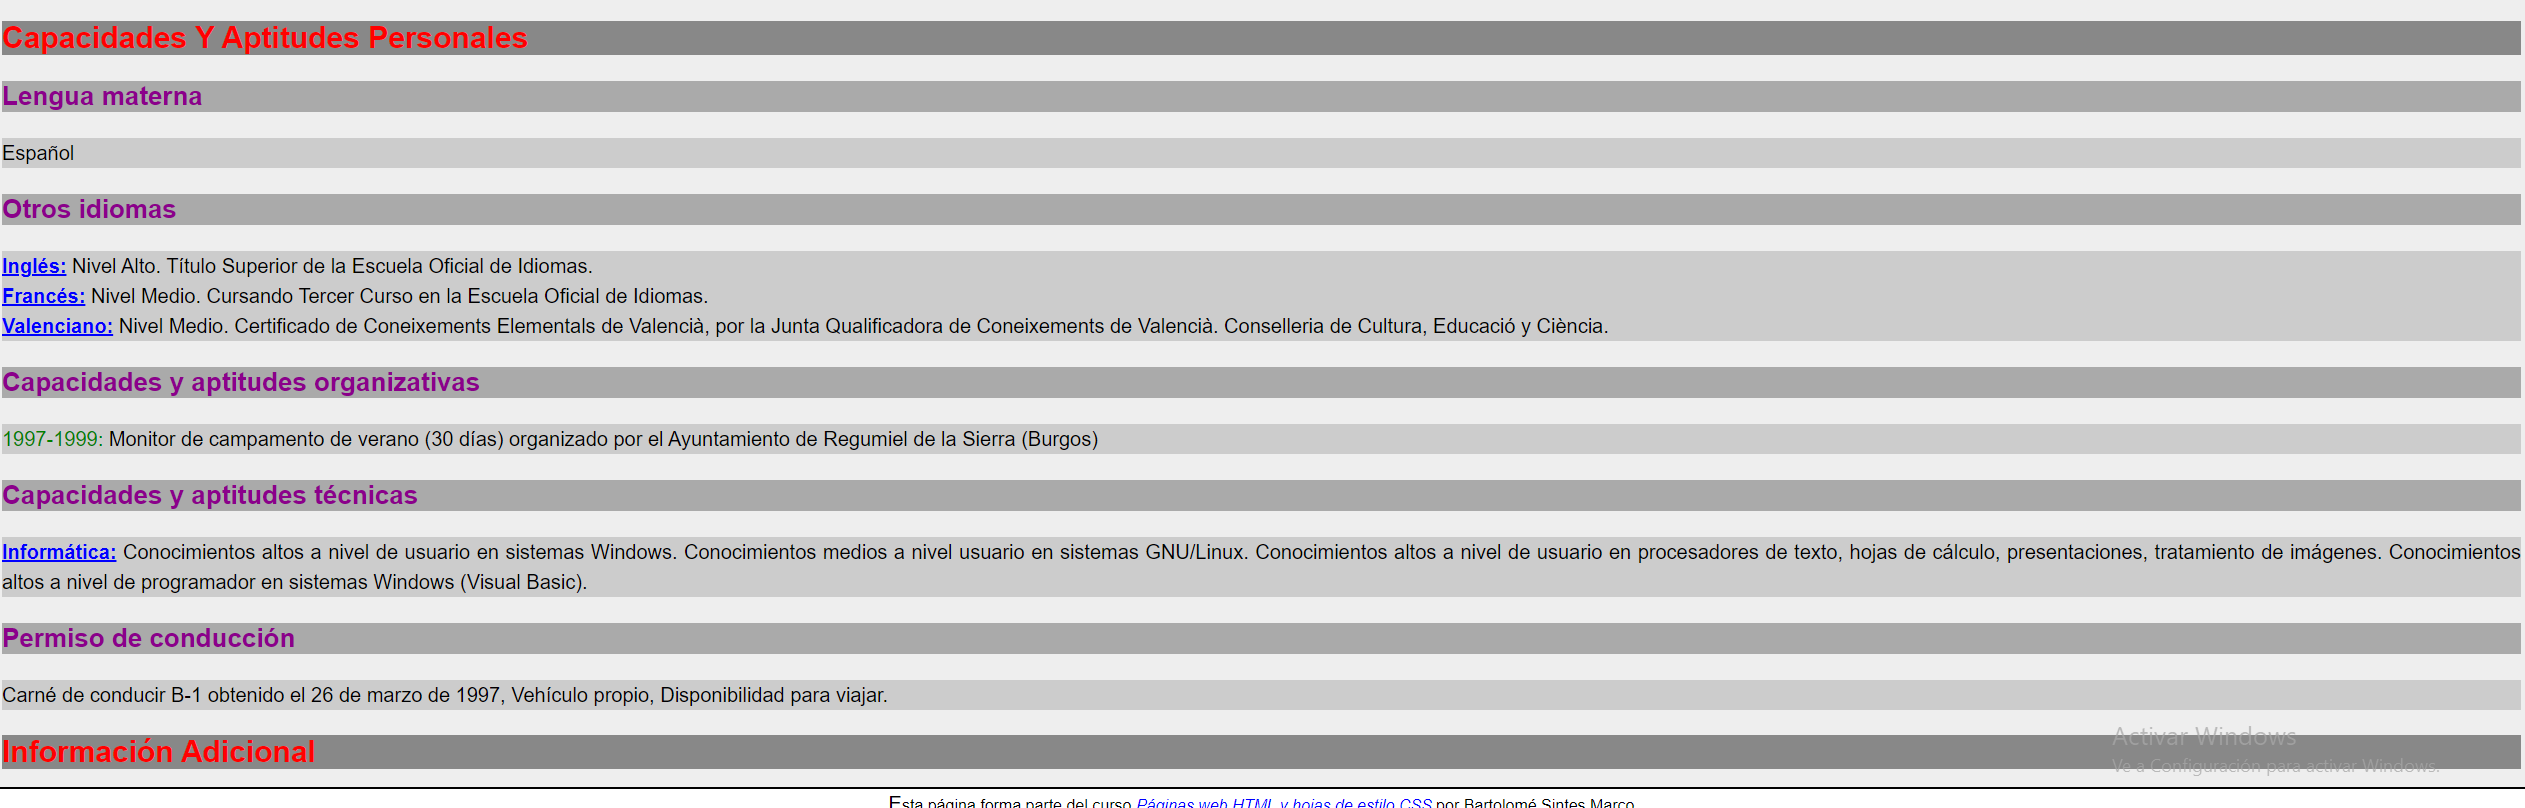 Capacidades Y Aptitudes Personales
Lengua materna
Español
Otros idiomas
Inglés: Nivel Alto. Título Superior de la Escuela Oficial de Idiomas.
Francés: Nivel Medio. Cursando Tercer Curso en la Escuela Oficial de Idiomas.
Valenciano: Nivel Medio. Certificado de Coneixements Elementals de Valencià, por la Junta Qualificadora de Coneixements de Valencià. Conselleria de Cultura, Educació y Ciència.
Capacidades y aptitudes organizativas
1997-1999: Monitor de campamento de verano (30 días) organizado por el Ayuntamiento de Regumiel de la Sierra (Burgos)
Capacidades y aptitudes técnicas
Informática: Conocimientos altos a nivel de usuario en sistemas Windows. Conocimientos medios a nivel usuario en sistemas GNU/Linux. Conocimientos altos a nivel de usuario en procesadores de texto, hojas de cálculo, presentaciones, tratamiento de imágenes. Conocimientos
altos a nivel de programador en sistemas Windows (Visual Basic).
Permiso de conducción
Carné de conducir B-1 obtenido el 26 de marzo de 1997, Vehículo propio, Disponibilidad para viajar.
Información Adicional
Activar Windows
Ve a Configuración para activar Windows.
Esta página forma parte del curso Páginas web HTML y hojas de estilo CSS por Bartolomé Sintes Marco